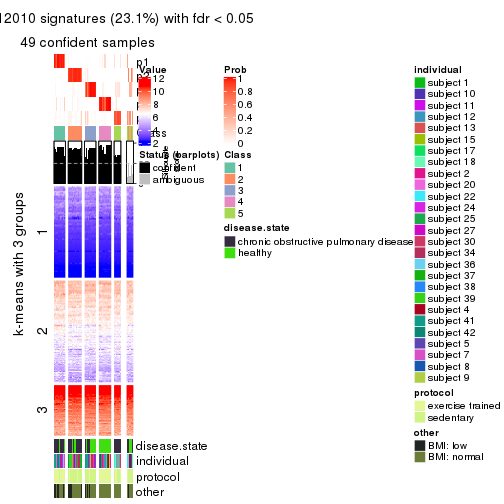 12010 signatures (23.1%) with fdr < 0.05
49 confident samples
p1
p2
Value
12
10
8
6
4
2
Prob
1
0.8
0.6
0.4
0.2
0
Status (barplots)
confident
ambiguous
Class
1
2
3
4
5
disease.state
chronic obstructive pulmonary disease
healthy
individual
subject 1
subject 10
subject 11
subject 12
subject 13
subject 15
subject 17
subject 18
subject 2
subject 20
subject 22
subject 24
subject 25
subject 27
subject 30
subject 34
subject 36
subject 37
subject 38
subject 39
subject 4
subject 41
subject 42
subject 5
subject 7
subject 8
subject 9
protocol
exercise trained
sedentary
other
BMI: low
BMI: normal
k-means with 3 groups
1
2
3
disease.state
individual
protocol
other